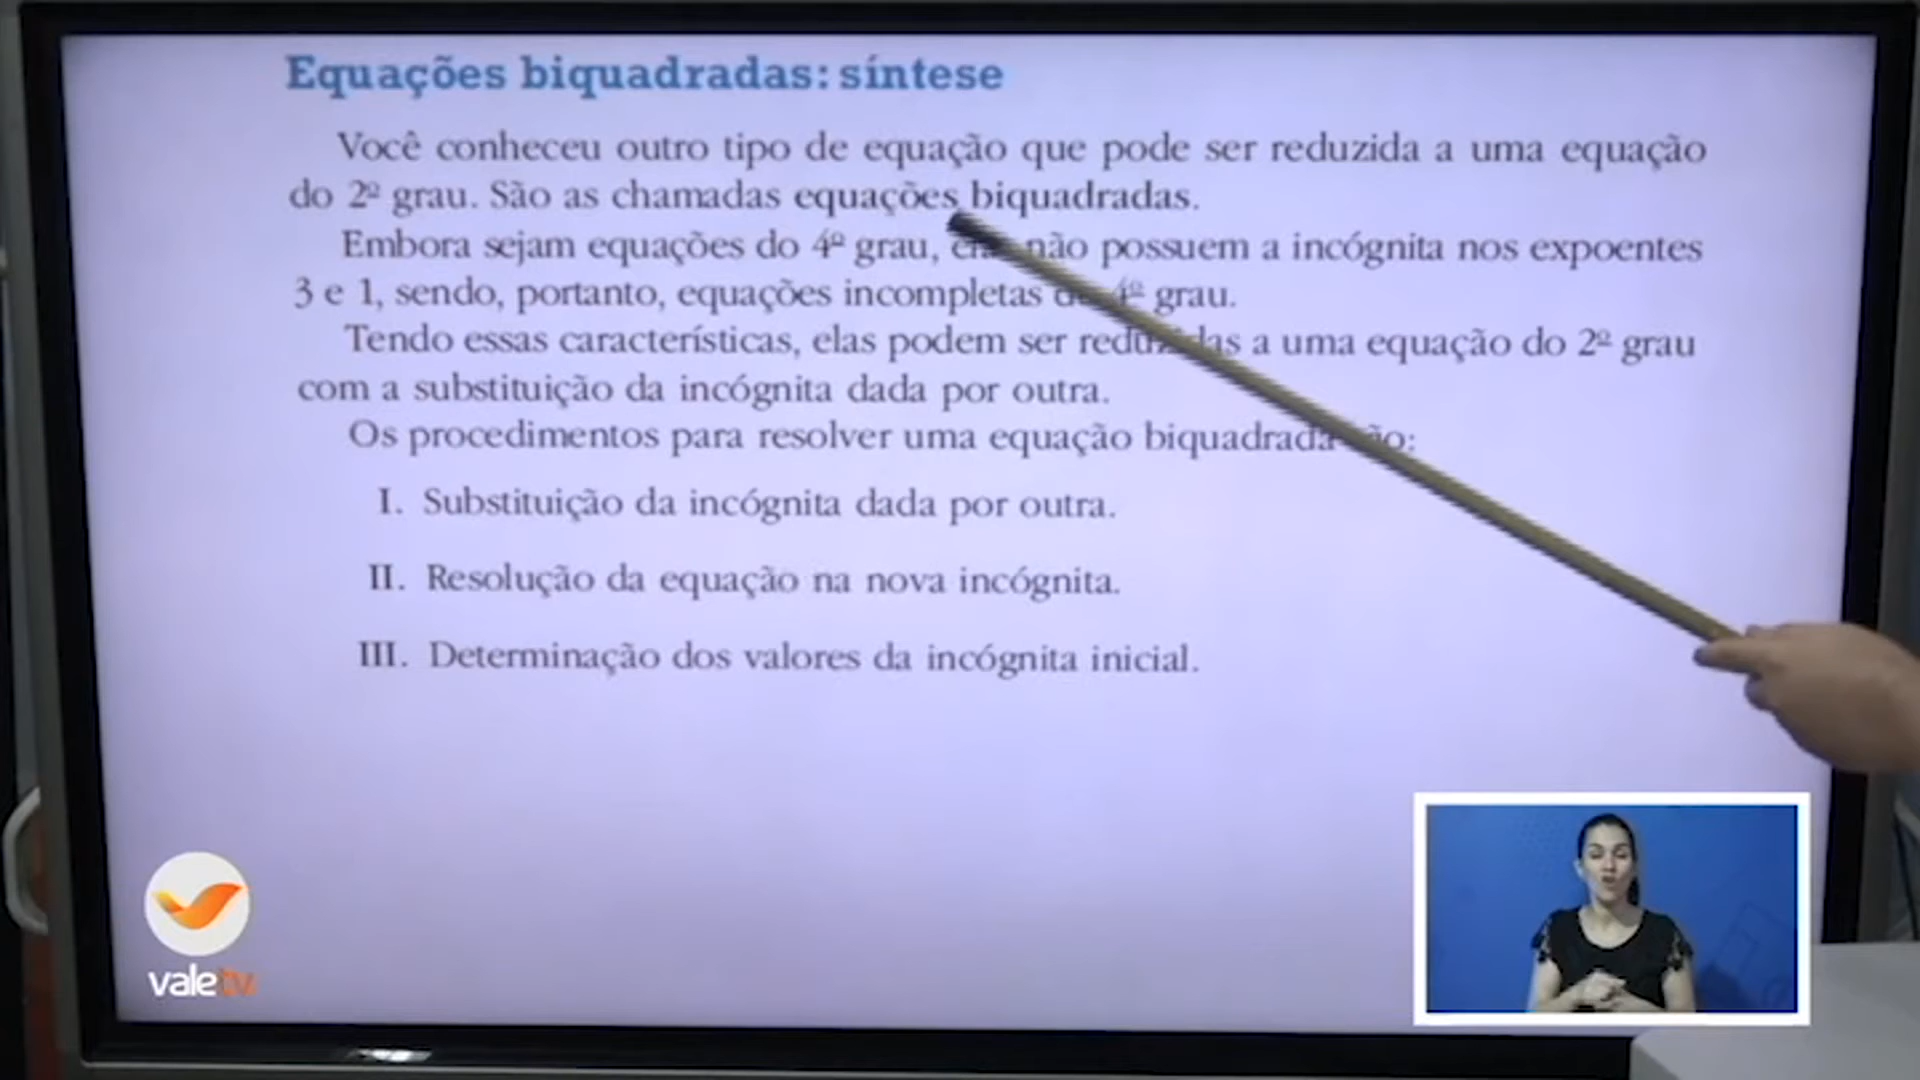 Equações biquadradas: síntese
Você conheceu outro tipo de equação que pode ser reduzida a uma equação
do 2º grau. São as chamadas equações biquadradas.
Embora sejam equações do 4º grau, não possuem a incógnita nos expoentes
3 e 1, sendo, portanto, equações incompletas 4º grau.
Tendo essas características, elas podem ser a uma equação do 2º grau
com a substituição da incógnita dada por outra.
Os procedimentos para resolver uma equação biquadrada
I. Substituição da incógnita dada por outra.
II. Resolução da equação na nova incógnita.
III. Determinação dos valores da incógnita inicial.
valetv